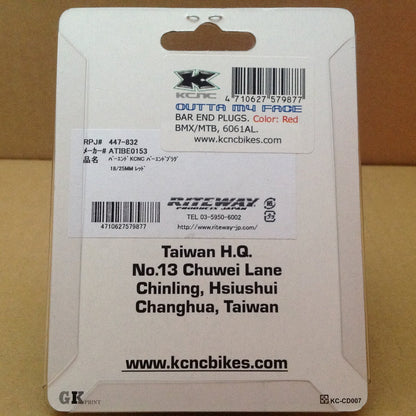 KCNC
4 710627 579877
OUTTA MY FACE
BAR END PLUGS. Color: Red
BMX/MTB, 6061AL.
www.kcncbikes.com
RPJ# 447-832
メーカー# ATIBE0153
品名 バーエンド KCNC バーエンドプラグ
18/25MM レッド
4710627579877
RITEWAY
PRODUCTS JAPAN
TEL 03-5950-6002
http://www.riteway-jp.com/
Taiwan H.Q.
No.13 Chuwei Lane
Chinling, Hsiushui
Changhua, Taiwan
www.kcncbikes.com
GK PRINT
KC-CD007